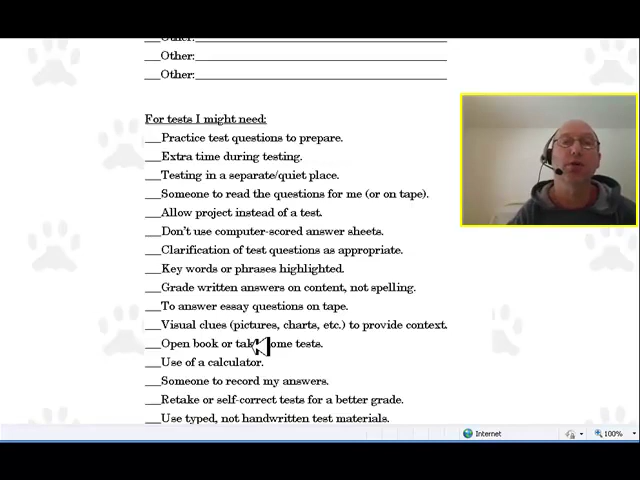 ___Other:
___Other:
___Other:
For tests I might need:
___Practice test questions to prepare.
___Extra time during testing.
___Testing in a separate/quiet place.
___Someone to read the questions for me (or on tape).
___Allow project instead of a test.
___Don't use computer-scored answer sheets.
___Clarification of test questions as appropriate.
___Key words or phrases highlighted.
___Grade written answers on content, not spelling.
___To answer essay questions on tape.
___Visual clues (pictures, charts, etc.) to provide context.
___Open book or take home tests.
___Use of a calculator.
___Someone to record my answers.
___Retake or self-correct tests for a better grade.
___Use typed, not handwritten test materials.
Internet
100%